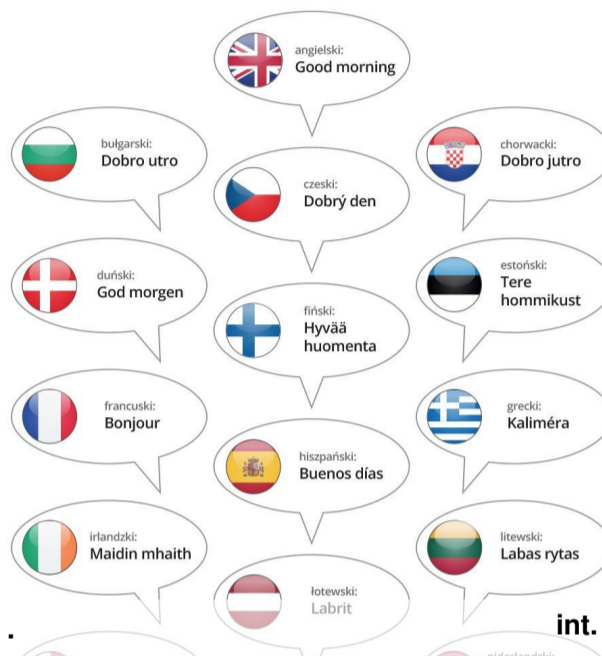 angielski:
Good morning
bułgarski:
Dobro utro
chorwacki:
Dobro jutro
czeski:
Dobrý den
duński:
God morgen
estoński:
Tere
hommikust
fiński:
Hyvää
huomenta
francuski:
Bonjour
grecki:
Kaliméra
hiszpański:
Buenos días
irlandzki:
Maidin mhaith
litewski:
Labas rytas
łotewski:
Labrit
.
int.
niderlandzki: